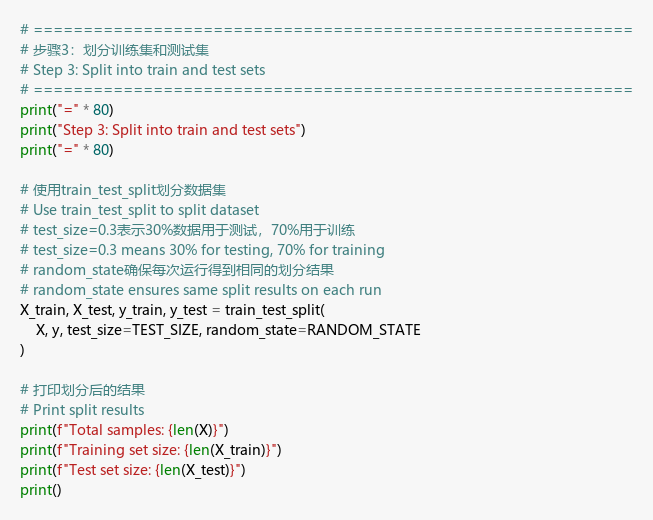 # ============================================================
# 步骤3：划分训练集和测试集
# Step 3: Split into train and test sets
# ============================================================
print("=" * 80)
print("Step 3: Split into train and test sets")
print("=" * 80)
# 使用train_test_split划分数据集
# Use train_test_split to split dataset
# test_size=0.3表示30%数据用于测试，70%用于训练
# test_size=0.3 means 30% for testing, 70% for training
# random_state确保每次运行得到相同的划分结果
# random_state ensures same split results on each run
X_train, X_test, y_train, y_test = train_test_split(
    X, y, test_size=TEST_SIZE, random_state=RANDOM_STATE
)
# 打印划分后的结果
# Print split results
print(f"Total samples: {len(X)}")
print(f"Training set size: {len(X_train)}")
print(f"Test set size: {len(X_test)}")
print()